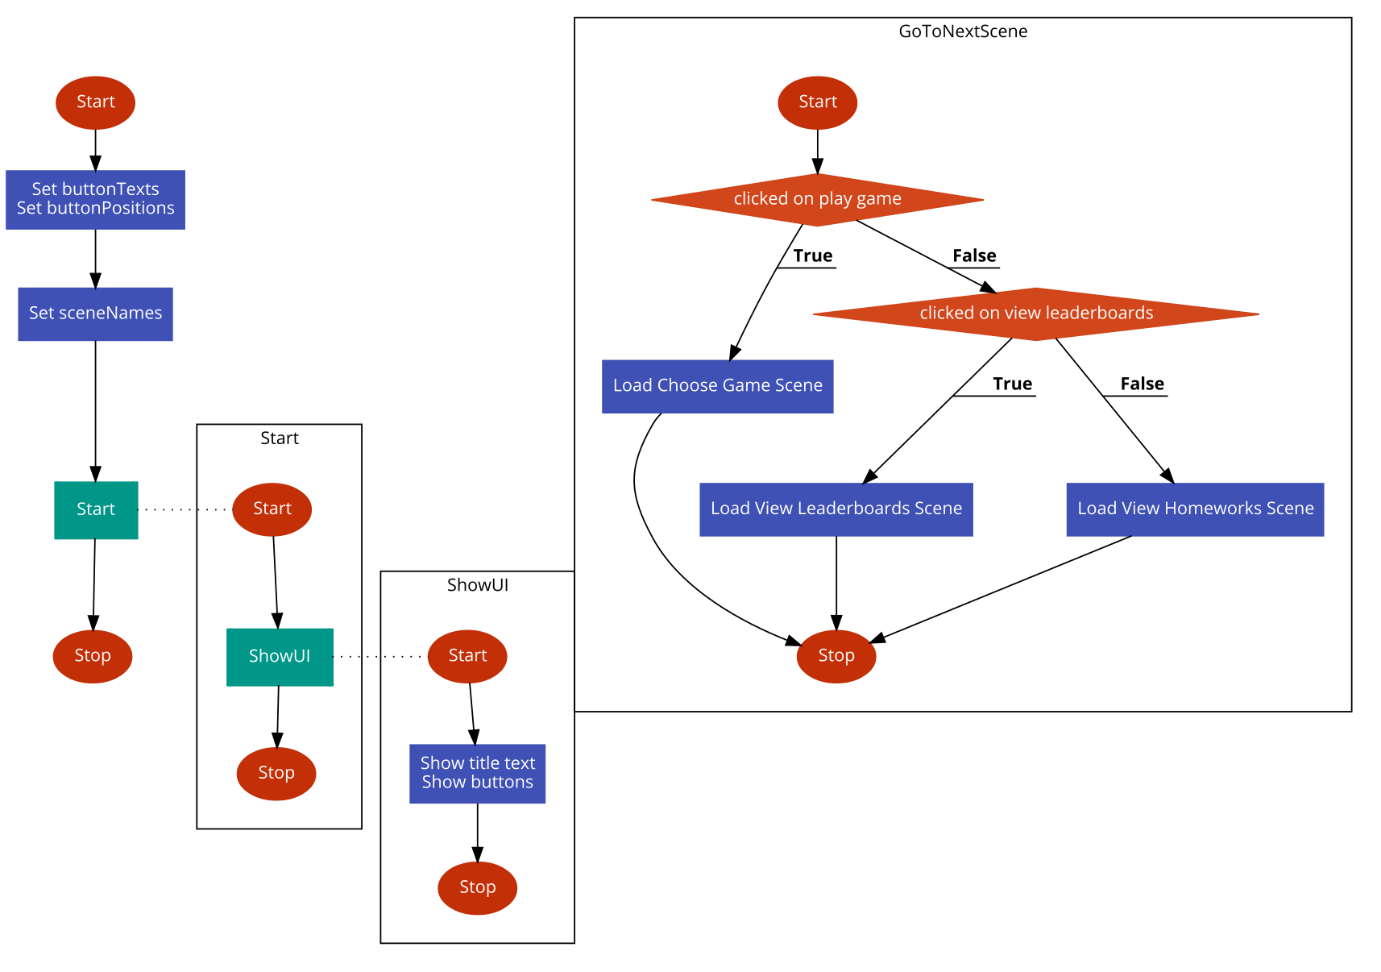 Start
Set buttonTexts
Set buttonPositions
Set sceneNames
Start
Stop
Start
Start
ShowUI
Stop
ShowUI
Start
Show title text
Show buttons
Stop
GoToNextScene
Start
clicked on play game
True
False
clicked on view leaderboards
Load Choose Game Scene
True
False
Load View Leaderboards Scene
Load View Homeworks Scene
Stop